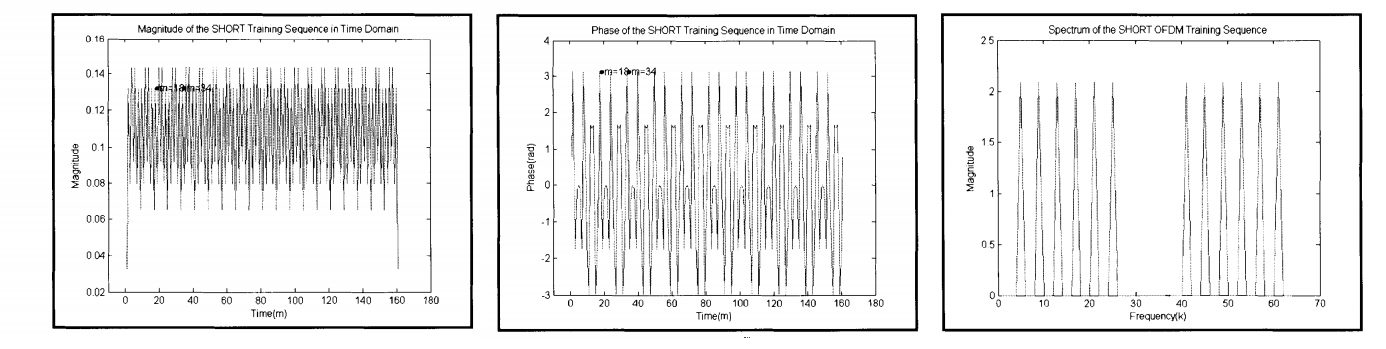 Magnitude of the SHORT Training Sequence in Time Domain
0.16
0.14
0.12
0.1
0.08
0.06
0.04
0.02
Magnitude
m=18
m=34
0 20 40 60 80 100 120 140 160 180
Time(m)
Phase of the SHORT Training Sequence in Time Domain
4
3
2
1
0
-1
-2
-3
Phase(rad)
m=18
m=34
0 20 40 60 80 100 120 140 160 180
Time(m)
Spectrum of the SHORT OFDM Training Sequence
2.5
2
1.5
1
0.5
0
Magnitude
0 10 20 30 40 50 60 70
Frequency(k)